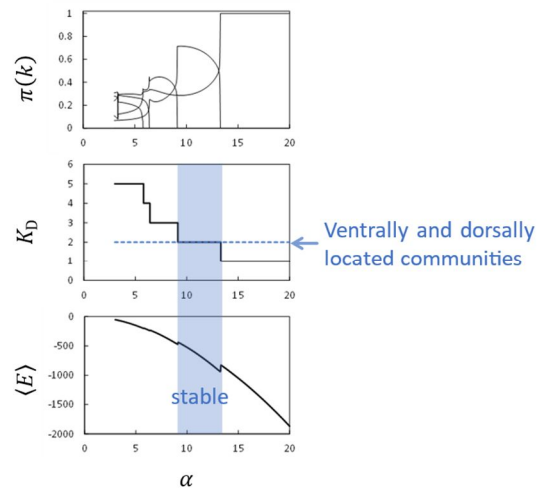 1
0.8
0.6
0.4
0.2
0
π(k)
0 5 10 15 20
6
5
4
3
2
1
0
K_D
0 5 10 15 20
Ventrally and dorsally
located communities
0
-500
-1000
-1500
-2000
⟨E⟩
stable
0 5 10 15 20
α